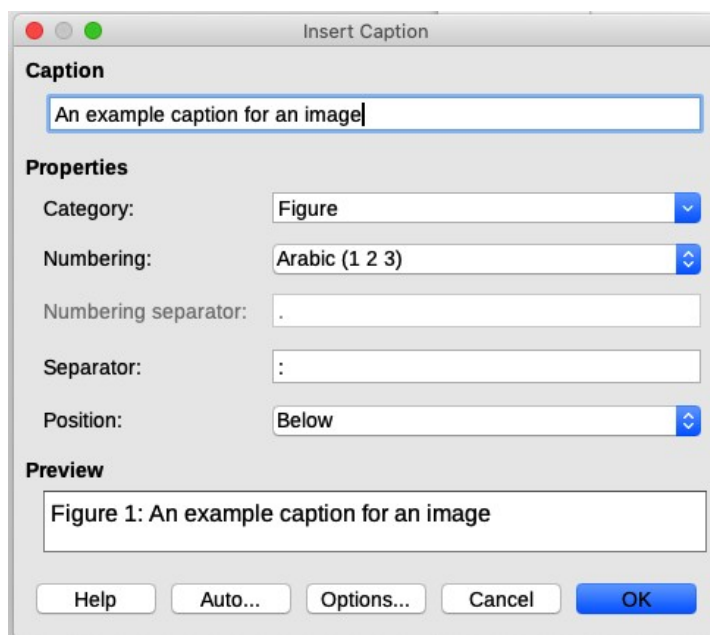 Insert Caption
Caption
An example caption for an image
Properties
Category: Figure
Numbering: Arabic (1 2 3)
Numbering separator: .
Separator: :
Position: Below
Preview
Figure 1: An example caption for an image
Help Auto... Options... Cancel OK